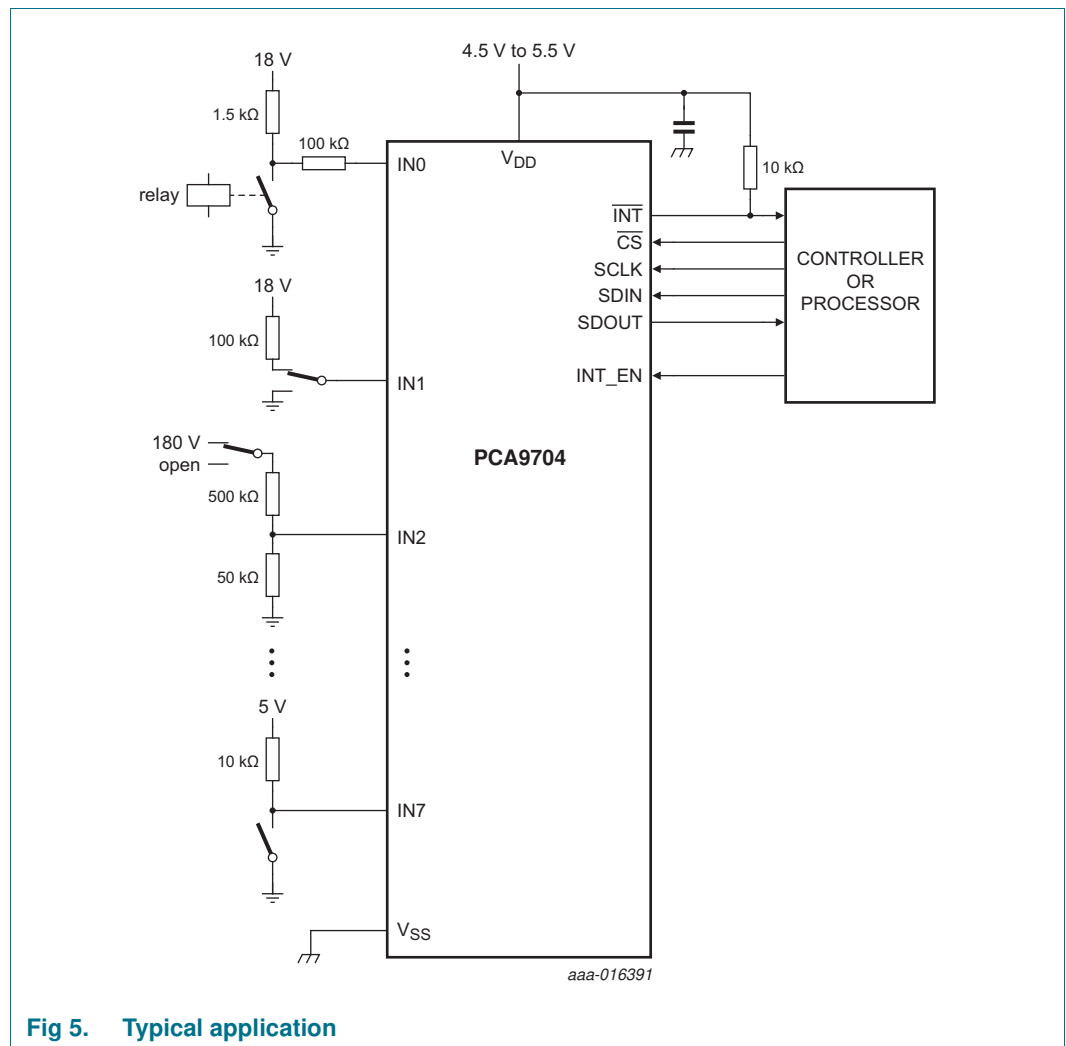 4.5 V to 5.5 V
18 V
1.5 kΩ
100 kΩ
IN0
VDD
10 kΩ
relay
INT
CS
SCLK
SDIN
SDOUT
INT_EN
CONTROLLER
OR
PROCESSOR
18 V
100 kΩ
IN1
180 V
open
PCA9704
500 kΩ
IN2
50 kΩ
5 V
10 kΩ
IN7
VSS
aaa-016391
Fig 5. Typical application